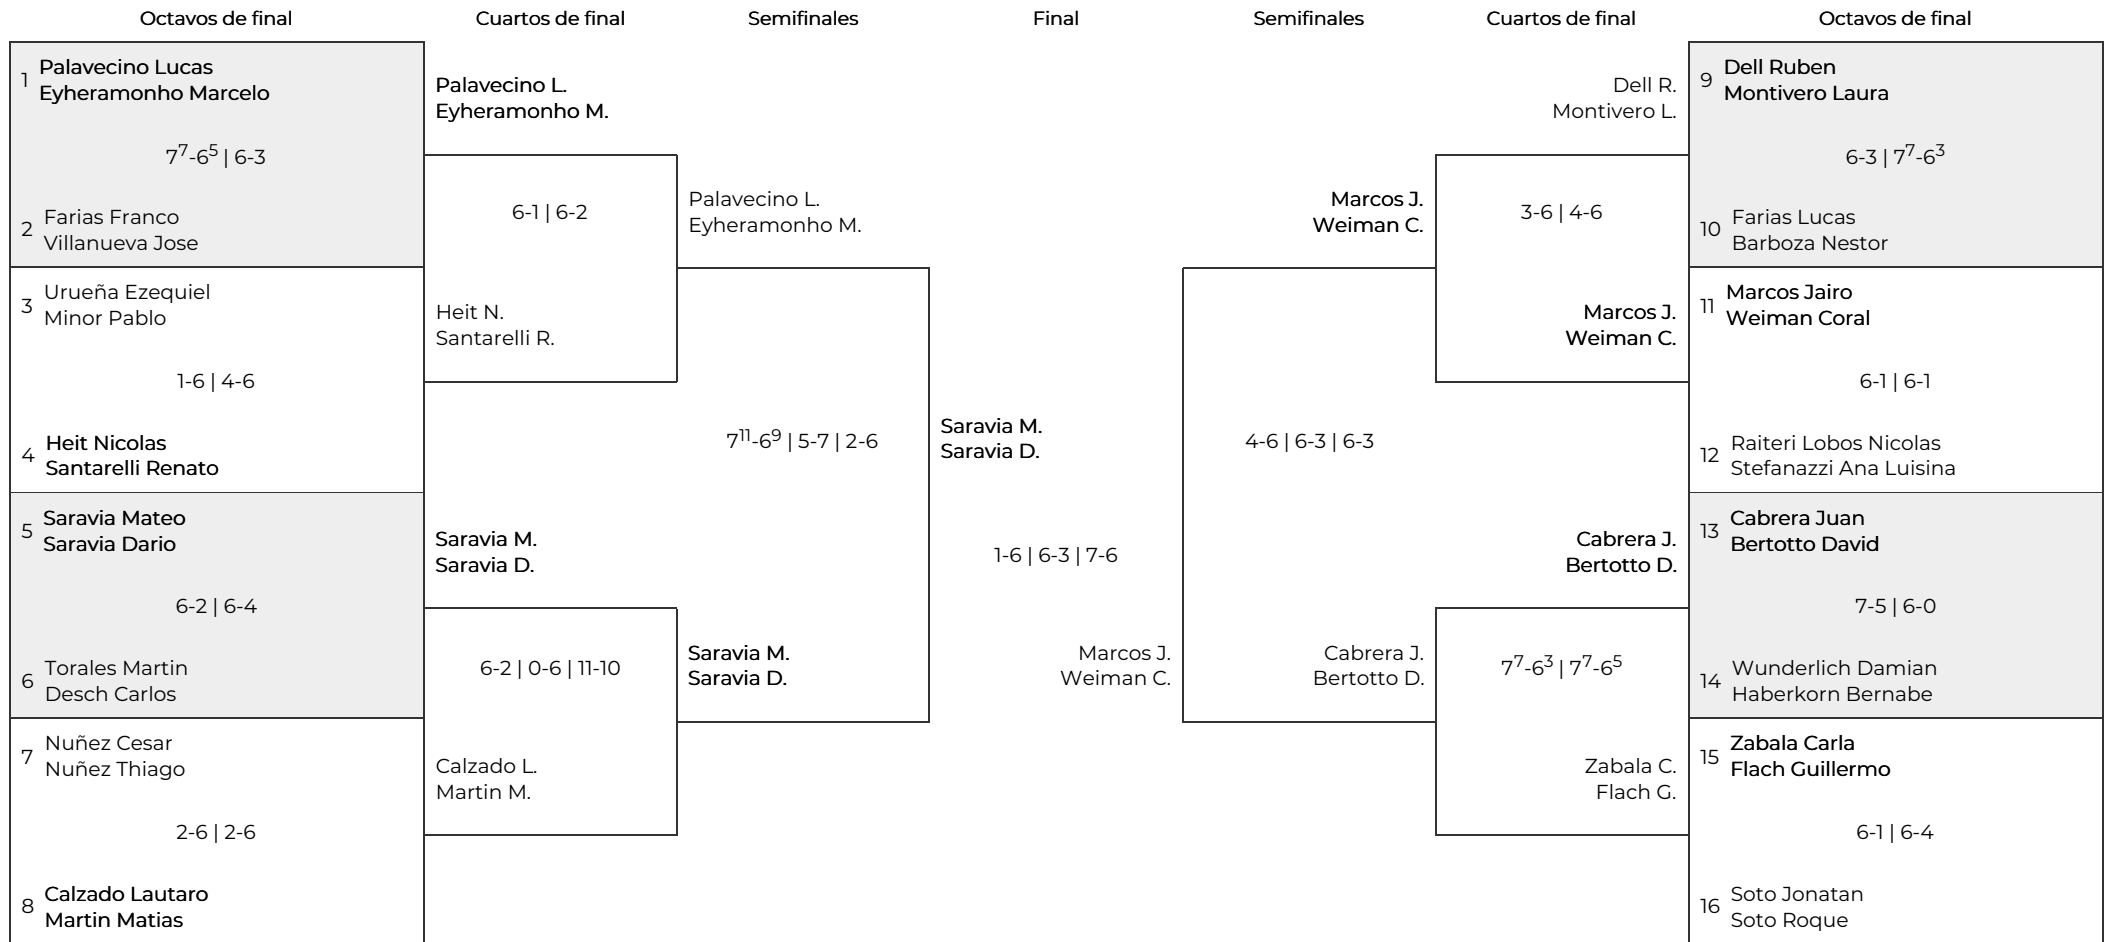 Octavos de final
Cuartos de final
Semifinales
Final
Semifinales
Cuartos de final
Octavos de final
1
Palavecino Lucas
Eyheramonho Marcelo
7⁷-6⁵ | 6-3
2
Farias Franco
Villanueva Jose
3
Urueña Ezequiel
Minor Pablo
1-6 | 4-6
4
Heit Nicolas
Santarelli Renato
5
Saravia Mateo
Saravia Dario
6-2 | 6-4
6
Torales Martin
Desch Carlos
7
Nuñez Cesar
Nuñez Thiago
2-6 | 2-6
8
Calzado Lautaro
Martin Matias
Palavecino L.
Eyheramonho M.
6-1 | 6-2
Heit N.
Santarelli R.
Saravia M.
Saravia D.
6-2 | 0-6 | 11-10
Calzado L.
Martin M.
Palavecino L.
Eyheramonho M.
7¹¹-6⁹ | 5-7 | 2-6
Saravia M.
Saravia D.
Saravia M.
Saravia D.
1-6 | 6-3 | 7-6
Marcos J.
Weiman C.
Marcos J.
Weiman C.
4-6 | 6-3 | 6-3
Cabrera J.
Bertotto D.
Dell R.
Montivero L.
3-6 | 4-6
Marcos J.
Weiman C.
Cabrera J.
Bertotto D.
7⁷-6³ | 7⁷-6⁵
Zabala C.
Flach G.
9
Dell Ruben
Montivero Laura
6-3 | 7⁷-6³
10
Farias Lucas
Barboza Nestor
11
Marcos Jairo
Weiman Coral
6-1 | 6-1
12
Raiteri Lobos Nicolas
Stefanazzi Ana Luisina
13
Cabrera Juan
Bertotto David
7-5 | 6-0
14
Wunderlich Damian
Haberkorn Bernabe
15
Zabala Carla
Flach Guillermo
6-1 | 6-4
16
Soto Jonatan
Soto Roque